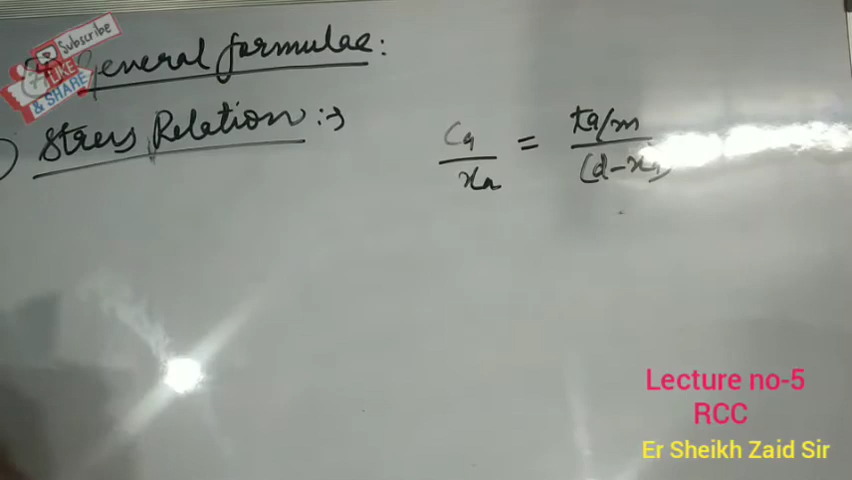 Subscribe
LIKE
& SHARE
General formulae:
Stress Relation :→
Ca/xa = ta/m/(d-xa)
Lecture no-5
RCC
Er Sheikh Zaid Sir